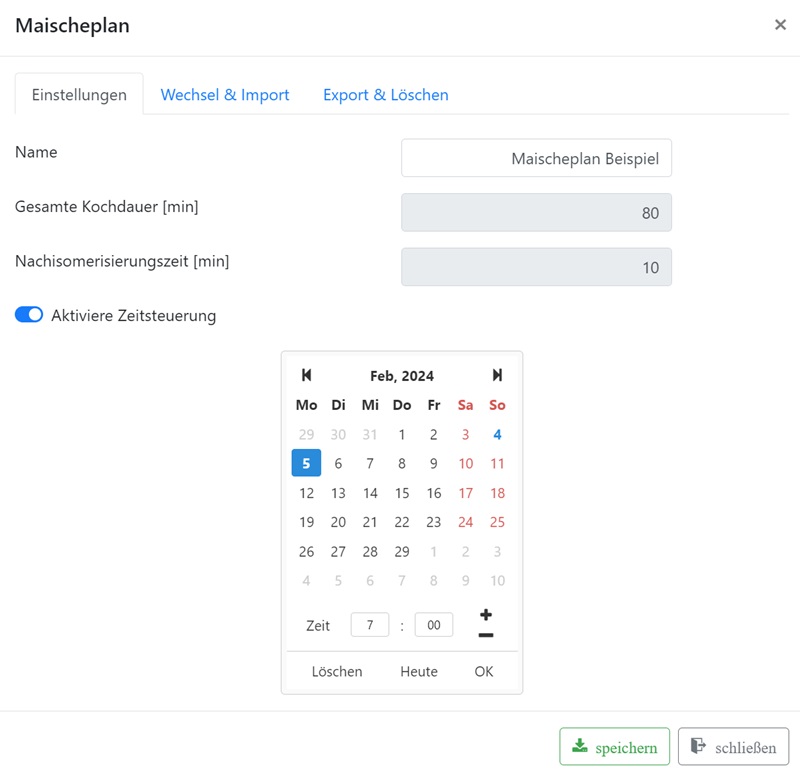 Maischeplan ×
Einstellungen Wechsel & Import Export & Löschen
Name Maischeplan Beispiel
Gesamte Kochdauer [min] 80
Nachisomerisierungszeit [min] 10
Aktiviere Zeitsteuerung
Feb, 2024
Mo Di Mi Do Fr Sa So
29 30 31 1 2 3 4
5 6 7 8 9 10 11
12 13 14 15 16 17 18
19 20 21 22 23 24 25
26 27 28 29 1 2 3
4 5 6 7 8 9 10
Zeit 7 : 00
Löschen Heute OK
speichern schließen